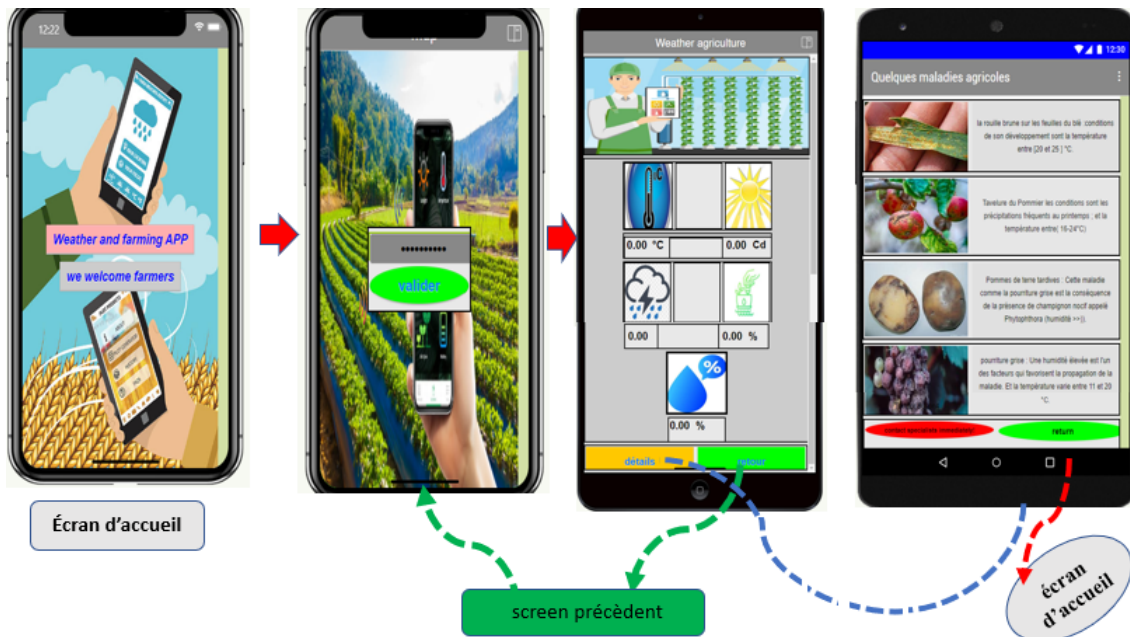 12:22
Weather and farming APP
we welcome farmers
Écran d'accueil
map
••••••••••
valider
Weather agriculture
°C
0.00 °C
0.00 Cd
0.00
0.00 %
%
0.00 %
détails
retour
screen précèdent
12:30
Quelques maladies agricoles
la rouille brune sur les feuilles du blé :conditions
de son développement sont la température
entre [20 et 25 ] °C.
Tavelure du Pommier les conditions sont les
précipitations fréquents au printemps ; et la
température entre( 16-24°C)
Pommes de terre tardives : Cette maladie
comme la pourriture grise est la conséquence
de la présence de champignon nocif appelé
Phytophthora (humidité ++)).
pourriture grise : Une humidité élevée est l'un
des facteurs qui favorisent la propagation de la
maladie. Et la température varie entre 11 et 20
°C.
contact specialists immediately
return
écran
d'accueil